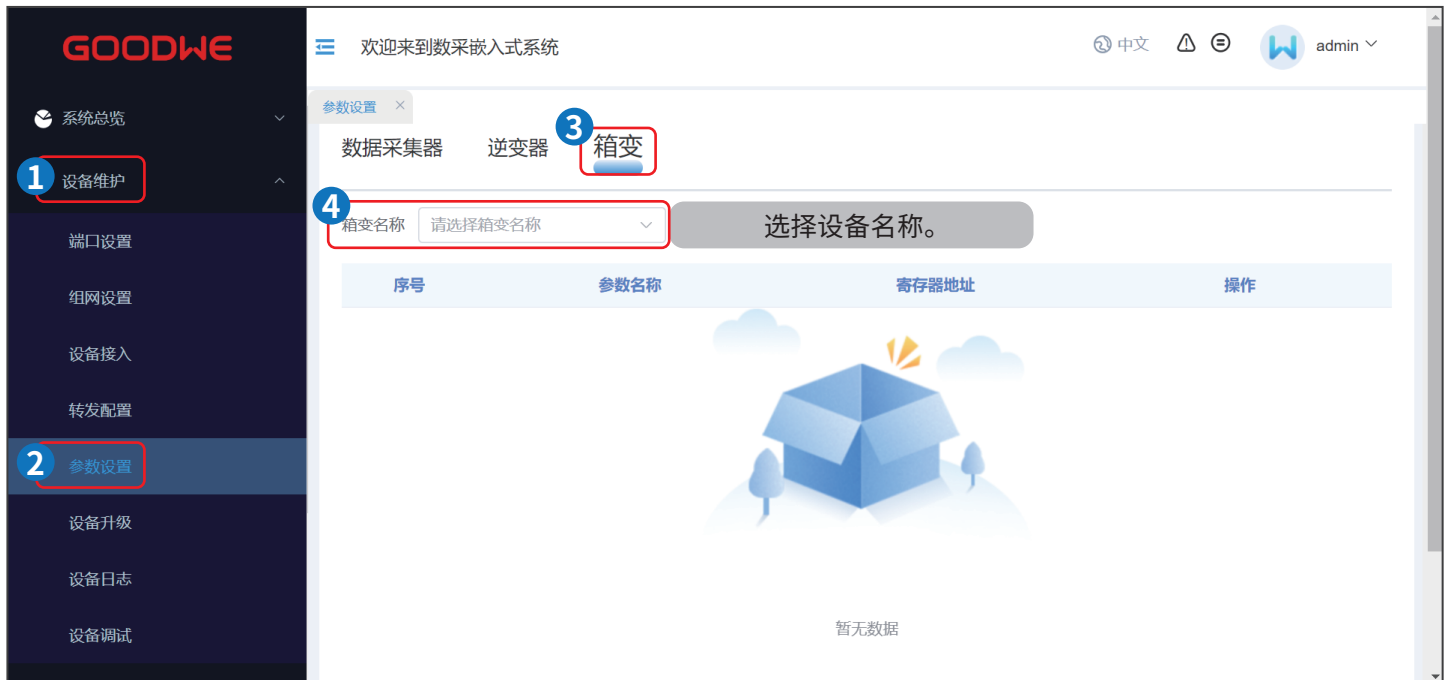 GOODWE
欢迎来到数采嵌入式系统
中文
admin
系统总览
1 设备维护
端口设置
组网设置
设备接入
转发配置
2 参数设置
设备升级
设备日志
设备调试
参数设置 ×
数据采集器 逆变器 3 箱变
4 箱变名称 请选择箱变名称 选择设备名称。
序号 参数名称 寄存器地址 操作
暂无数据